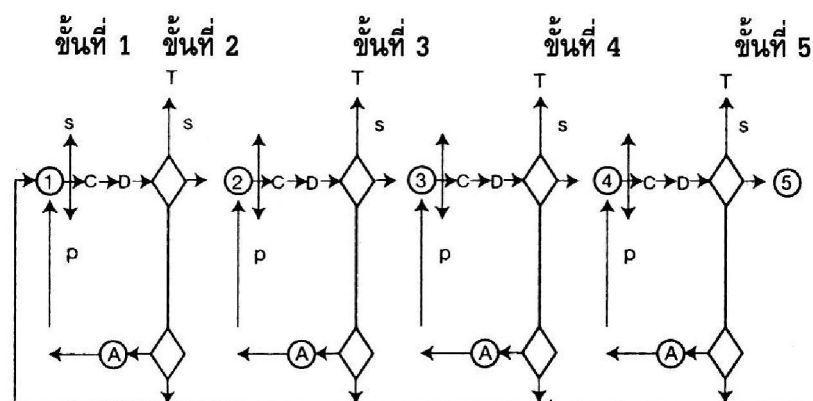 ขั้นที่ 1 ขั้นที่ 2 ขั้นที่ 3 ขั้นที่ 4 ขั้นที่ 5
T T T T
s s s s s
1 C D 2 C D 3 C D 4 C D 5
p p p p
A A A A